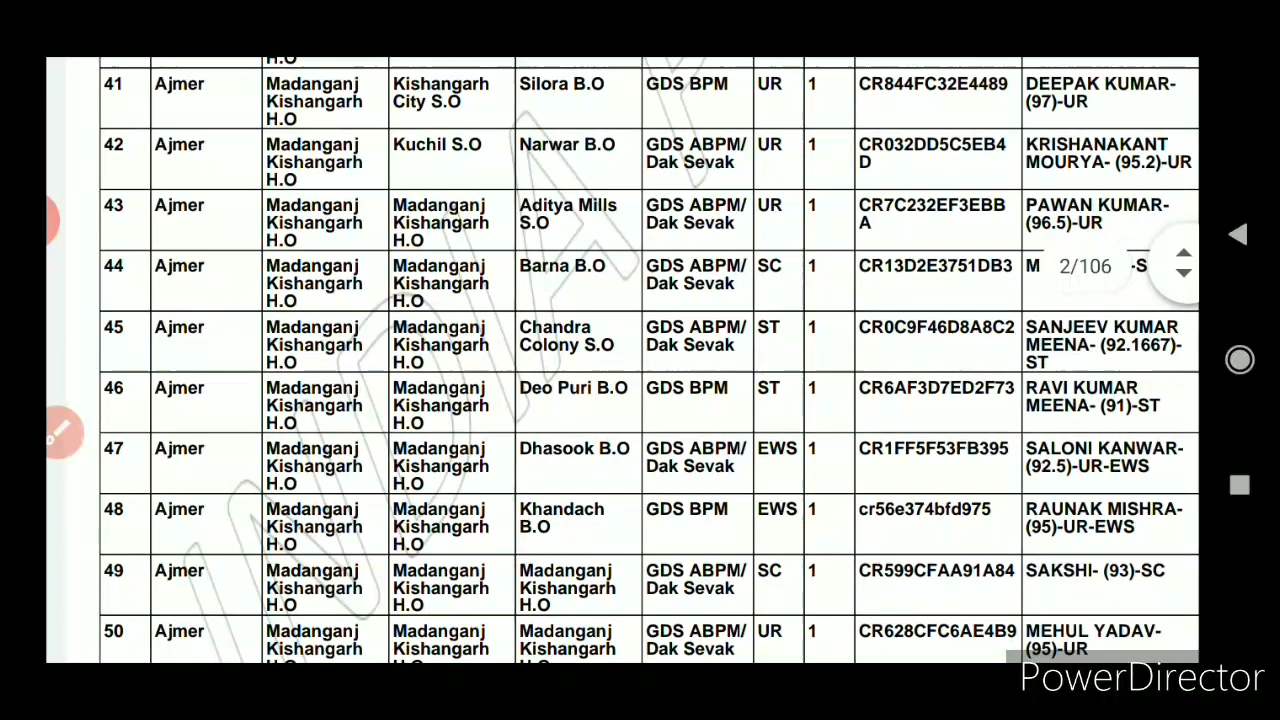 H.O
41 Ajmer Madanganj Kishangarh Silora B.O GDS BPM UR 1 CR844FC32E4489 DEEPAK KUMAR-
Kishangarh City S.O (97)-UR
H.O
42 Ajmer Madanganj Kuchil S.O Narwar B.O GDS ABPM/ UR 1 CR032DD5C5EB4 KRISHANAKANT
Kishangarh Dak Sevak D MOURYA- (95.2)-UR
H.O
43 Ajmer Madanganj Madanganj Aditya Mills GDS ABPM/ UR 1 CR7C232EF3EBB PAWAN KUMAR-
Kishangarh Kishangarh S.O Dak Sevak A (96.5)-UR
H.O H.O
44 Ajmer Madanganj Madanganj Barna B.O GDS ABPM/ SC 1 CR13D2E3751DB3 M 2/106 -S
Kishangarh Kishangarh Dak Sevak
H.O H.O
45 Ajmer Madanganj Madanganj Chandra GDS ABPM/ ST 1 CR0C9F46D8A8C2 SANJEEV KUMAR
Kishangarh Kishangarh Colony S.O Dak Sevak MEENA- (92.1667)-
H.O H.O ST
46 Ajmer Madanganj Madanganj Deo Puri B.O GDS BPM ST 1 CR6AF3D7ED2F73 RAVI KUMAR
Kishangarh Kishangarh MEENA- (91)-ST
H.O H.O
47 Ajmer Madanganj Madanganj Dhasook B.O GDS ABPM/ EWS 1 CR1FF5F53FB395 SALONI KANWAR-
Kishangarh Kishangarh Dak Sevak (92.5)-UR-EWS
H.O H.O
48 Ajmer Madanganj Madanganj Khandach GDS BPM EWS 1 cr56e374bfd975 RAUNAK MISHRA-
Kishangarh Kishangarh B.O (95)-UR-EWS
H.O H.O
49 Ajmer Madanganj Madanganj Madanganj GDS ABPM/ SC 1 CR599CFAA91A84 SAKSHI- (93)-SC
Kishangarh Kishangarh Kishangarh Dak Sevak
H.O H.O H.O
50 Ajmer Madanganj Madanganj Madanganj GDS ABPM/ UR 1 CR628CFC6AE4B9 MEHUL YADAV-
Kishangarh Kishangarh Kishangarh Dak Sevak (95)-UR
INDIA
PowerDirector